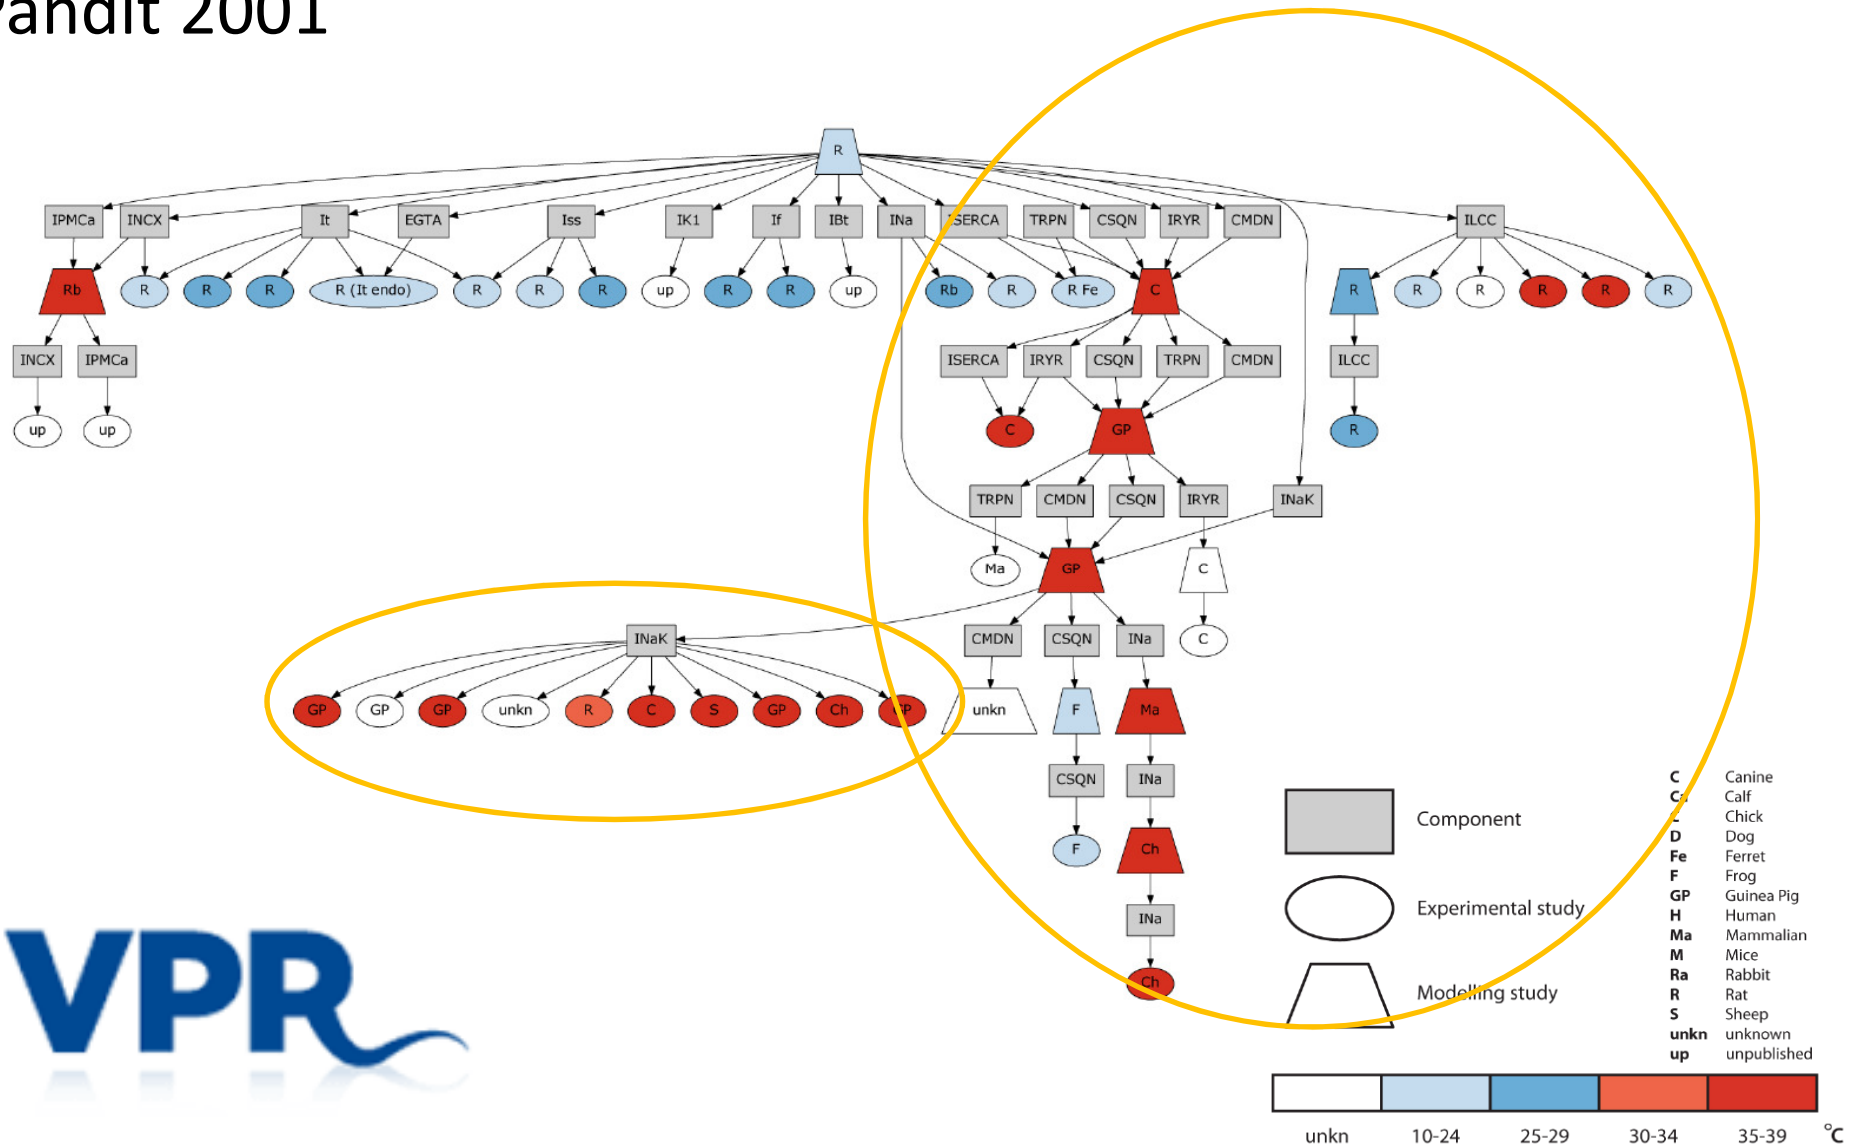 Pandit 2001
R
IPMCa INCX It EGTA Iss IK1 If IBt INa ISERCA TRPN CSQN IRYR CMDN ILCC
Rb R R R R (It endo) R R R up R R up Rb R R Fe C R R R R R R
INCX IPMCa ISERCA IRYR CSQN TRPN CMDN ILCC
up up C GP R
TRPN CMDN CSQN IRYR INaK
Ma GP C
INaK CMDN CSQN INa C
GP GP GP unkn R C S GP Ch GP unkn F Ma
CSQN INa
F Ch
INa
Ch
Component
Experimental study
Modelling study
C Canine
Ca Calf
C Chick
D Dog
Fe Ferret
F Frog
GP Guinea Pig
H Human
Ma Mammalian
M Mice
Ra Rabbit
R Rat
S Sheep
unkn unknown
up unpublished
unkn 10-24 25-29 30-34 35-39 °C
VPR